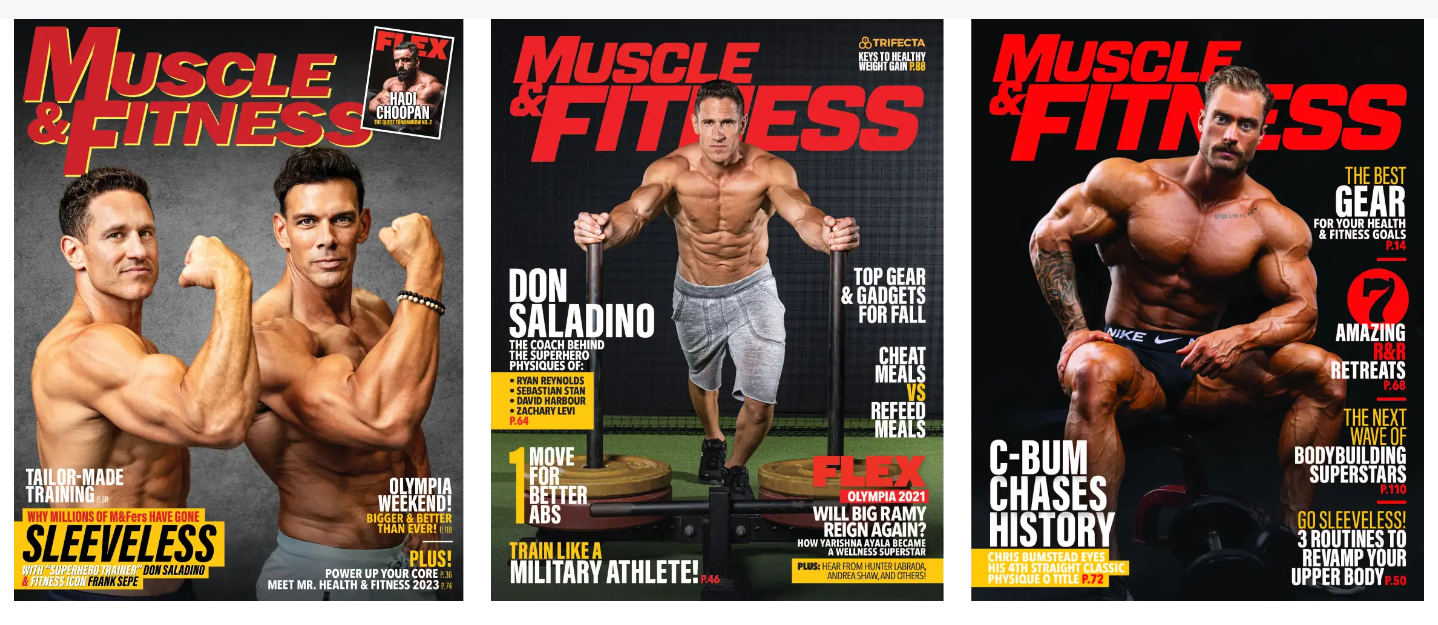 MUSCLE
& FITNESS
FLEX
HADI
CHOOPAN
TAILOR-MADE
TRAINING P.38
WHY MILLIONS OF M&Fers HAVE GONE
SLEEVELESS
WITH "SUPERHERO TRAINER" DON SALADINO
& FITNESS ICON FRANK SEPE
OLYMPIA
WEEKEND!
BIGGER & BETTER
THAN EVER! P.118
PLUS!
POWER UP YOUR CORE P.36
MEET MR. HEALTH & FITNESS 2023 P.74
MUSCLE
& FITNESS
TRIFECTA
KEYS TO HEALTHY
WEIGHT GAIN P.88
DON
SALADINO
THE COACH BEHIND
THE SUPERHERO
PHYSIQUES OF:
• RYAN REYNOLDS
• SEBASTIAN STAN
• DAVID HARBOUR
• ZACHARY LEVI
P.64
1 MOVE
FOR
BETTER
ABS
TRAIN LIKE A
MILITARY ATHLETE! P.46
TOP GEAR
& GADGETS
FOR FALL
CHEAT
MEALS
VS
REFEED
MEALS
FLEX
OLYMPIA 2021
WILL BIG RAMY
REIGN AGAIN?
HOW YARISHNA AYALA BECAME
A WELLNESS SUPERSTAR
PLUS: HEAR FROM HUNTER LABRADA,
ANDREA SHAW, AND OTHERS!
MUSCLE
& FITNESS
THE BEST
GEAR
FOR YOUR HEALTH
& FITNESS GOALS
P.14
7
AMAZING
R&R
RETREATS
P.68
THE NEXT
WAVE OF
BODYBUILDING
SUPERSTARS
P.110
GO SLEEVELESS!
3 ROUTINES TO
REVAMP YOUR
UPPER BODY P.50
NIKE
C-BUM
CHASES
HISTORY
CHRIS BUMSTEAD EYES
HIS 4TH STRAIGHT CLASSIC
PHYSIQUE O TITLE P.72